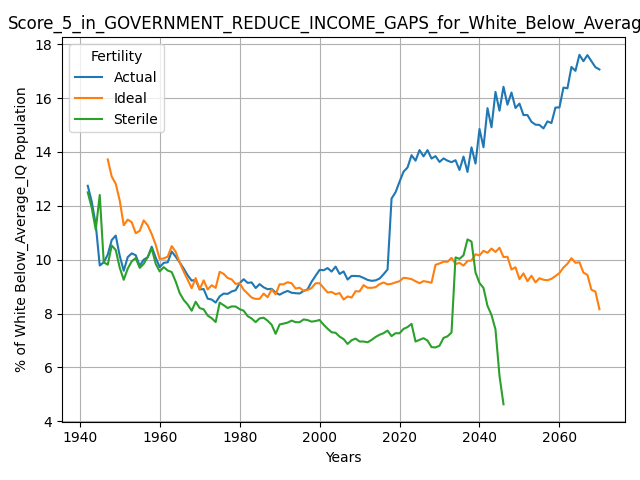 Score_5_in_GOVERNMENT_REDUCE_INCOME_GAPS_for_White_Below_Averag
18
16
14
12
10
8
6
4
% of White Below_Average_IQ Population
Fertility
Actual
Ideal
Sterile
1940 1960 1980 2000 2020 2040 2060
Years